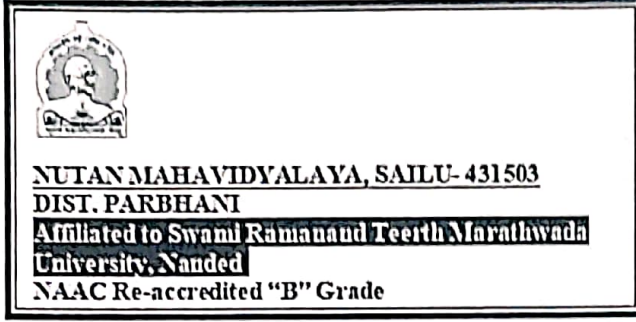 NUTAN MAHAVIDYALAYA, SAILU- 431503
DIST. PARBHANI
Affiliated to Swami Ramanand Teerth Marathwada
University, Nanded
NAAC Re-accredited “B” Grade